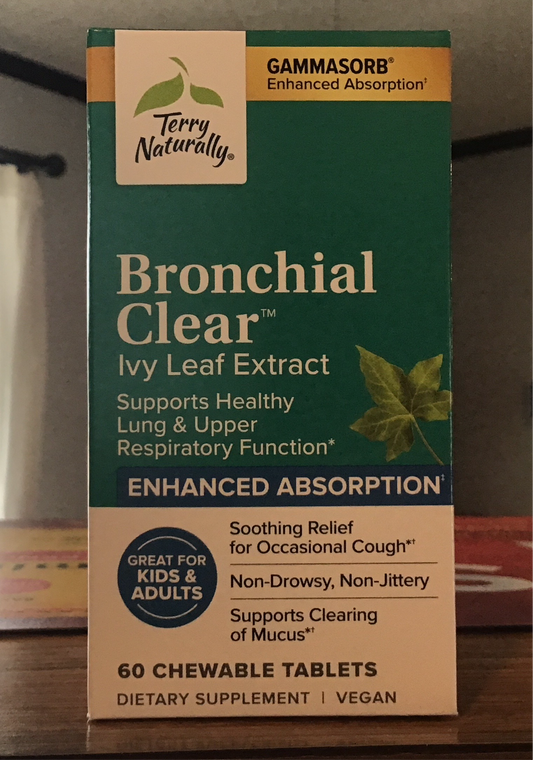 GAMMASORB®
Enhanced Absorption†
Terry
Naturally®
Bronchial
Clear™
Ivy Leaf Extract
Supports Healthy
Lung & Upper
Respiratory Function*
ENHANCED ABSORPTION‡
GREAT FOR
KIDS &
ADULTS
Soothing Relief
for Occasional Cough*†
Non-Drowsy, Non-Jittery
Supports Clearing
of Mucus*†
60 CHEWABLE TABLETS
DIETARY SUPPLEMENT | VEGAN